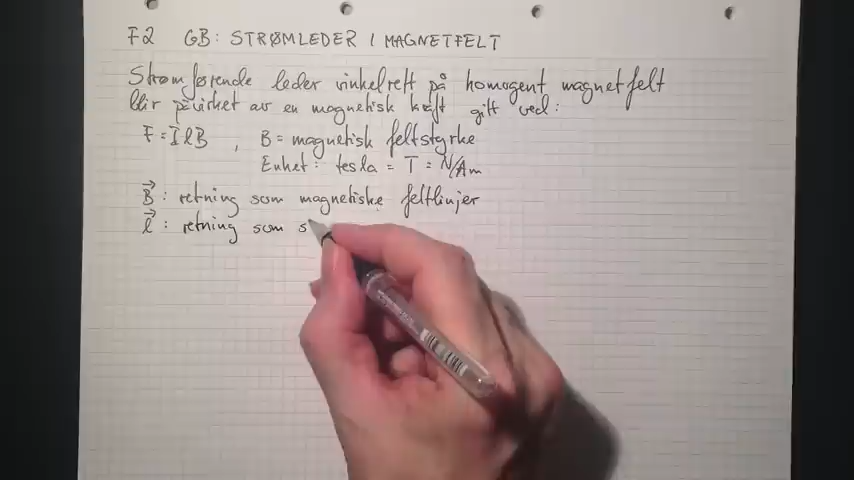 F2 GB: STRØMLEDER I MAGNETFELT
Strømførende leder vinkelrett på homogent magnetfelt
blir påvirket av en magnetisk kraft gitt ved:
F = IlB , B = magnetisk feltstyrke
Enhet: tesla = T = N/Am
B⃗ : retning som magnetiske feltlinjer
l⃗ : retning som s